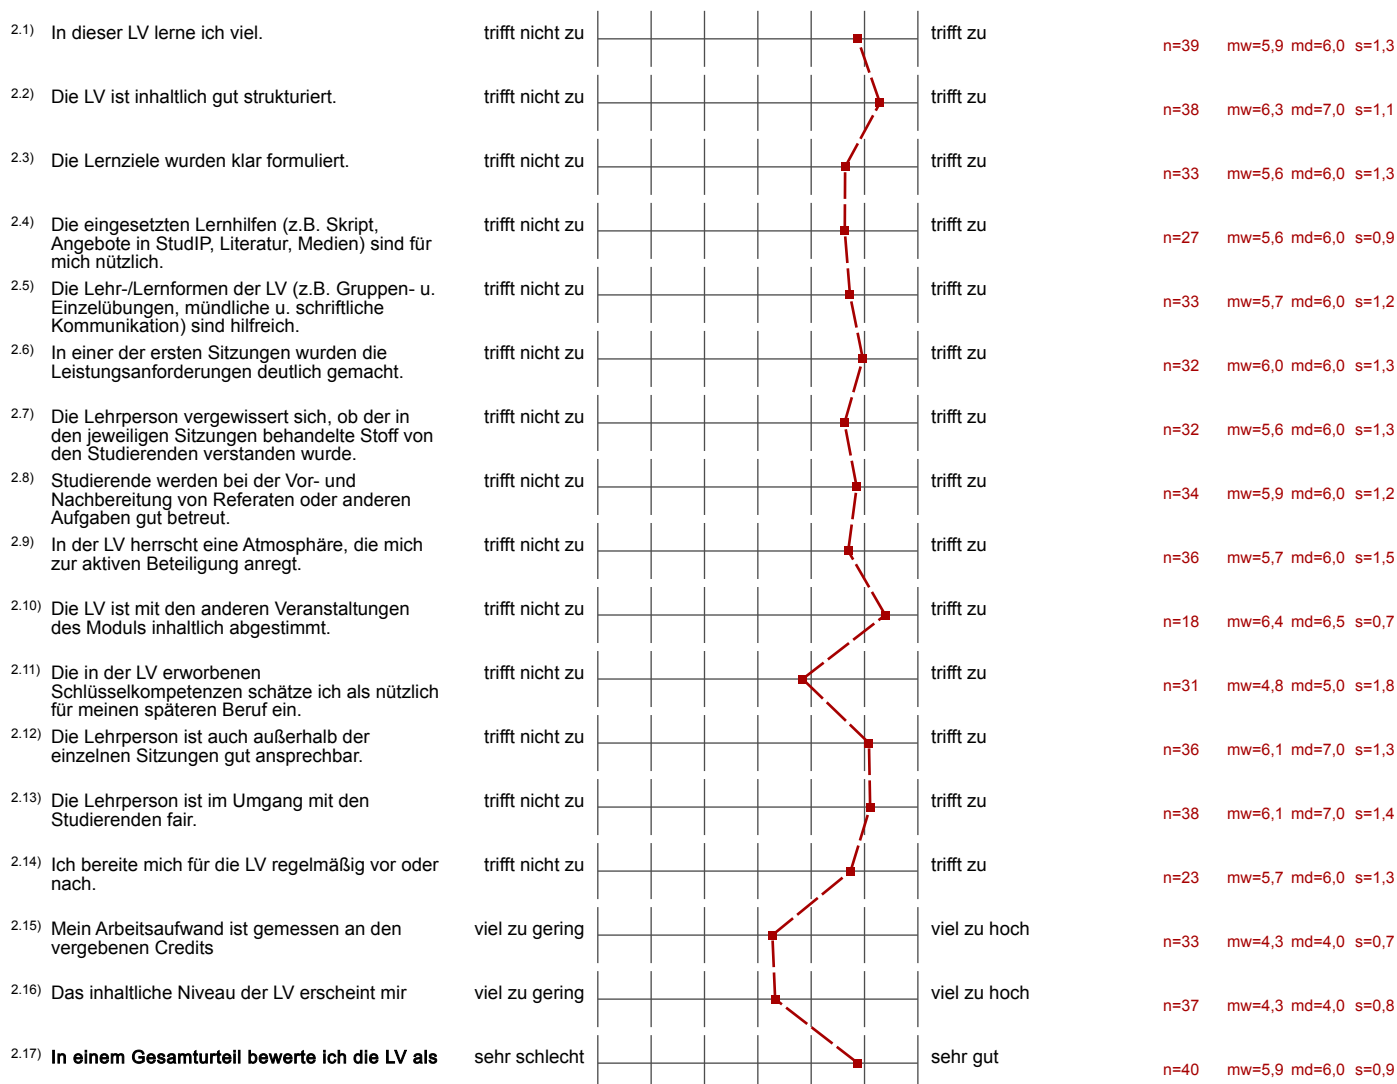 2.1) In dieser LV lerne ich viel. trifft nicht zu trifft zu n=39 mw=5,9 md=6,0 s=1,3
2.2) Die LV ist inhaltlich gut strukturiert. trifft nicht zu trifft zu n=38 mw=6,3 md=7,0 s=1,1
2.3) Die Lernziele wurden klar formuliert. trifft nicht zu trifft zu n=33 mw=5,6 md=6,0 s=1,3
2.4) Die eingesetzten Lernhilfen (z.B. Skript, trifft nicht zu trifft zu
Angebote in StudIP, Literatur, Medien) sind für n=27 mw=5,6 md=6,0 s=0,9
mich nützlich.
2.5) Die Lehr-/Lernformen der LV (z.B. Gruppen- u. trifft nicht zu trifft zu
Einzelübungen, mündliche u. schriftliche n=33 mw=5,7 md=6,0 s=1,2
Kommunikation) sind hilfreich.
2.6) In einer der ersten Sitzungen wurden die trifft nicht zu trifft zu
Leistungsanforderungen deutlich gemacht. n=32 mw=6,0 md=6,0 s=1,3
2.7) Die Lehrperson vergewissert sich, ob der in trifft nicht zu trifft zu
den jeweiligen Sitzungen behandelte Stoff von n=32 mw=5,6 md=6,0 s=1,3
den Studierenden verstanden wurde.
2.8) Studierende werden bei der Vor- und trifft nicht zu trifft zu
Nachbereitung von Referaten oder anderen n=34 mw=5,9 md=6,0 s=1,2
Aufgaben gut betreut.
2.9) In der LV herrscht eine Atmosphäre, die mich trifft nicht zu trifft zu
zur aktiven Beteiligung anregt. n=36 mw=5,7 md=6,0 s=1,5
2.10) Die LV ist mit den anderen Veranstaltungen trifft nicht zu trifft zu
des Moduls inhaltlich abgestimmt. n=18 mw=6,4 md=6,5 s=0,7
2.11) Die in der LV erworbenen trifft nicht zu trifft zu
Schlüsselkompetenzen schätze ich als nützlich n=31 mw=4,8 md=5,0 s=1,8
für meinen späteren Beruf ein.
2.12) Die Lehrperson ist auch außerhalb der trifft nicht zu trifft zu
einzelnen Sitzungen gut ansprechbar. n=36 mw=6,1 md=7,0 s=1,3
2.13) Die Lehrperson ist im Umgang mit den trifft nicht zu trifft zu
Studierenden fair. n=38 mw=6,1 md=7,0 s=1,4
2.14) Ich bereite mich für die LV regelmäßig vor oder trifft nicht zu trifft zu
nach. n=23 mw=5,7 md=6,0 s=1,3
2.15) Mein Arbeitsaufwand ist gemessen an den viel zu gering viel zu hoch
vergebenen Credits n=33 mw=4,3 md=4,0 s=0,7
2.16) Das inhaltliche Niveau der LV erscheint mir viel zu gering viel zu hoch n=37 mw=4,3 md=4,0 s=0,8
2.17) In einem Gesamturteil bewerte ich die LV als sehr schlecht sehr gut n=40 mw=5,9 md=6,0 s=0,9